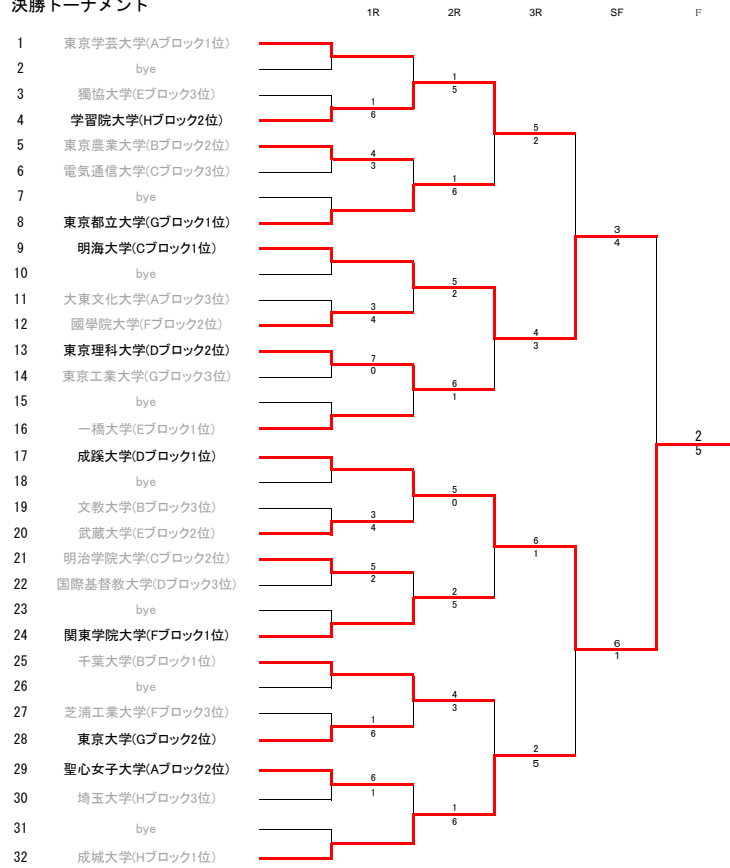 決勝トーナメント
1R 2R 3R SF F
1 東京学芸大学(Aブロック1位)
2 bye
3 獨協大学(Eブロック3位)
4 学習院大学(Hブロック2位)
5 東京農業大学(Bブロック2位)
6 電気通信大学(Cブロック3位)
7 bye
8 東京都立大学(Gブロック1位)
9 明海大学(Cブロック1位)
10 bye
11 大東文化大学(Aブロック3位)
12 國學院大学(Fブロック2位)
13 東京理科大学(Dブロック2位)
14 東京工業大学(Gブロック3位)
15 bye
16 一橋大学(Eブロック1位)
17 成蹊大学(Dブロック1位)
18 bye
19 文教大学(Bブロック3位)
20 武蔵大学(Eブロック2位)
21 明治学院大学(Cブロック2位)
22 国際基督教大学(Dブロック3位)
23 bye
24 関東学院大学(Fブロック1位)
25 千葉大学(Bブロック1位)
26 bye
27 芝浦工業大学(Fブロック3位)
28 東京大学(Gブロック2位)
29 聖心女子大学(Aブロック2位)
30 埼玉大学(Hブロック3位)
31 bye
32 成城大学(Hブロック1位)
1
6
4
3
3
4
7
0
3
4
5
2
1
6
6
1
1
5
1
6
5
2
6
1
5
0
2
5
4
3
1
6
5
2
4
3
6
1
2
5
3
4
6
1
2
5